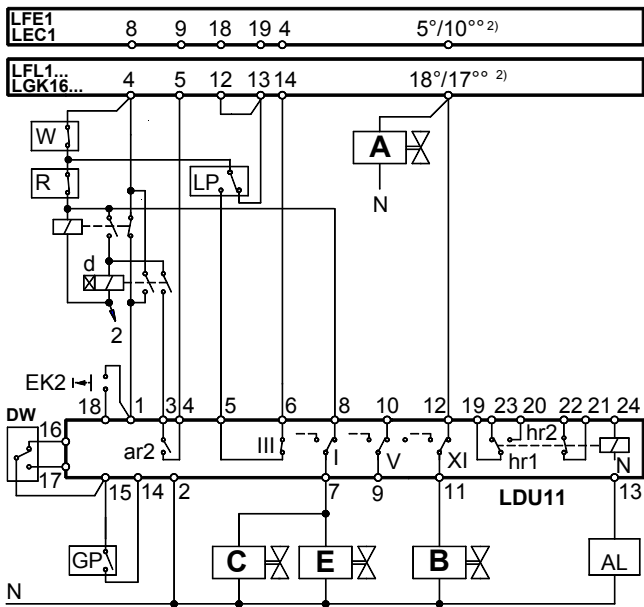 LFE1
LEC1
8 9 18 19 4 5°/10°° 2)
LFL1...
LGK16...
4 5 12 13 14 18°/17°° 2)
W
A
R
LP
N
d
2
EK2
18 1 3 4 5 6 8 10 12 19 23 20 22 21 24
DW
16
ar2 III I V XI hr1 hr2 N
17
15 14 2 7 9 11 LDU11 13
GP C E B AL
N